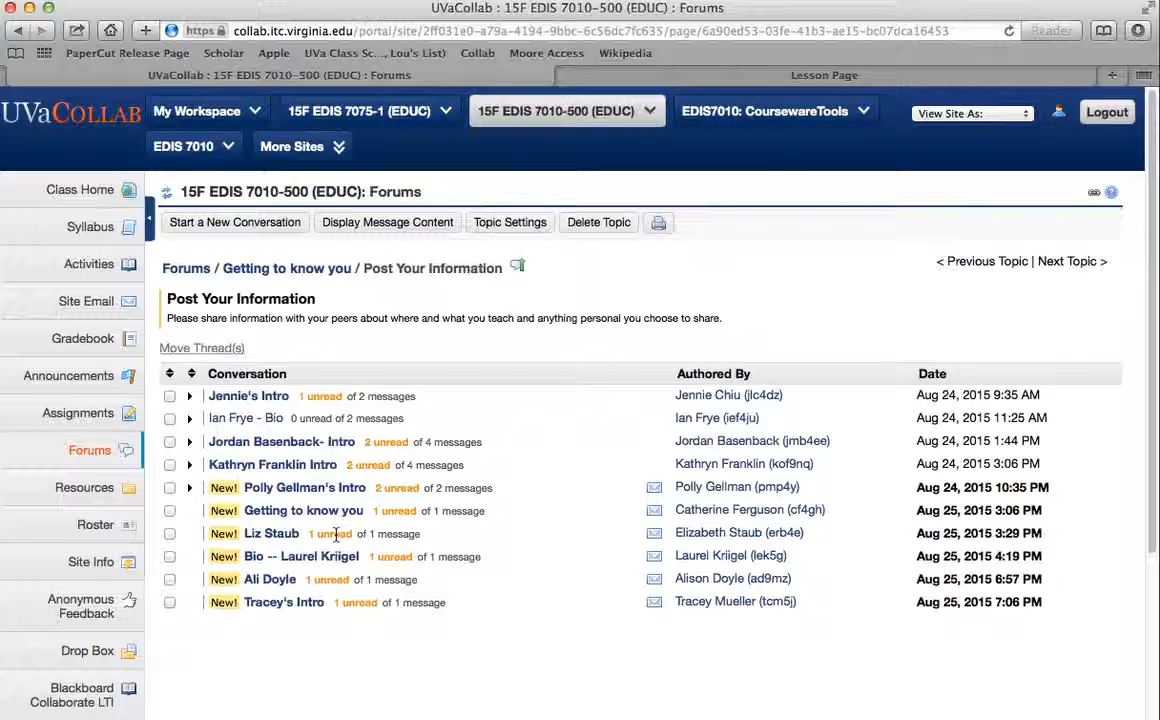 UVaCollab : 15F EDIS 7010-500 (EDUC) : Forums
https collab.itc.virginia.edu/portal/site/2ff031e0-a79a-4194-9bbc-6c56dc7fc635/page/6a90ed53-03fe-41b3-ae15-bc07dca16453 Reader
PaperCut Release Page Scholar Apple UVa Class Sc..., Lou's List) Collab Moore Access Wikipedia
UVaCollab : 15F EDIS 7010-500 (EDUC) : Forums Lesson Page
UVaCOLLAB My Workspace 15F EDIS 7075-1 (EDUC) 15F EDIS 7010-500 (EDUC) EDIS7010: CoursewareTools View Site As: Logout
EDIS 7010 More Sites
Class Home
Syllabus
Activities
Site Email
Gradebook
Announcements
Assignments
Forums
Resources
Roster
Site Info
Anonymous
Feedback
Drop Box
Blackboard
Collaborate LTI
15F EDIS 7010-500 (EDUC): Forums
Start a New Conversation Display Message Content Topic Settings Delete Topic
Forums / Getting to know you / Post Your Information < Previous Topic | Next Topic >
Post Your Information
Please share information with your peers about where and what you teach and anything personal you choose to share.
Move Thread(s)
Conversation Authored By Date
Jennie's Intro 1 unread of 2 messages Jennie Chiu (jlc4dz) Aug 24, 2015 9:35 AM
Ian Frye - Bio 0 unread of 2 messages Ian Frye (ief4ju) Aug 24, 2015 11:25 AM
Jordan Basenback- Intro 2 unread of 4 messages Jordan Basenback (jmb4ee) Aug 24, 2015 1:44 PM
Kathryn Franklin Intro 2 unread of 4 messages Kathryn Franklin (kof9nq) Aug 24, 2015 3:06 PM
New! Polly Gellman's Intro 2 unread of 2 messages Polly Gellman (pmp4y) Aug 24, 2015 10:35 PM
New! Getting to know you 1 unread of 1 message Catherine Ferguson (cf4gh) Aug 25, 2015 3:06 PM
New! Liz Staub 1 unread of 1 message Elizabeth Staub (erb4e) Aug 25, 2015 3:29 PM
New! Bio -- Laurel Kriigel 1 unread of 1 message Laurel Kriigel (lek5g) Aug 25, 2015 4:19 PM
New! Ali Doyle 1 unread of 1 message Alison Doyle (ad9mz) Aug 25, 2015 6:57 PM
New! Tracey's Intro 1 unread of 1 message Tracey Mueller (tcm5j) Aug 25, 2015 7:06 PM